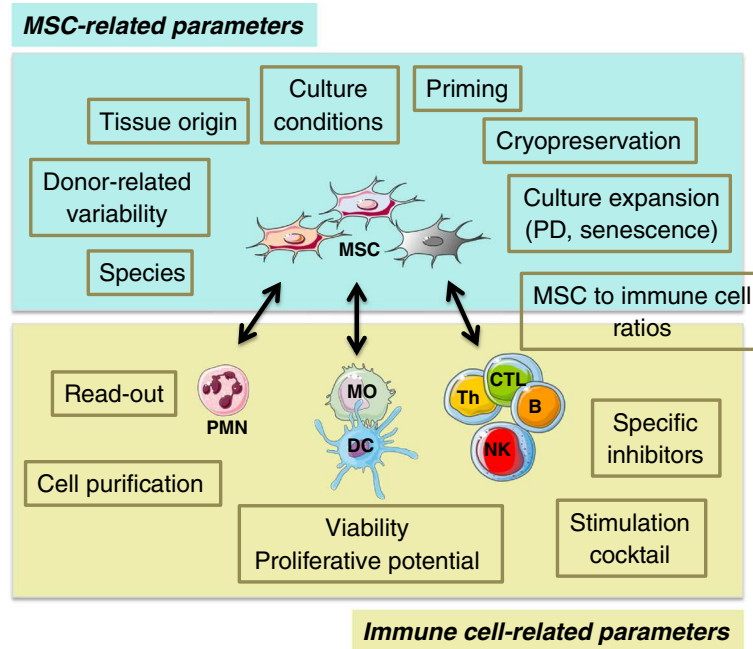 MSC-related parameters
Culture
conditions
Priming
Tissue origin
Cryopreservation
Donor-related
variability
Culture expansion
(PD, senescence)
MSC
Species
MSC to immune cell
ratios
Read-out
PMN
MO
DC
Th
CTL
B
NK
Specific
inhibitors
Cell purification
Viability
Proliferative potential
Stimulation
cocktail
Immune cell-related parameters